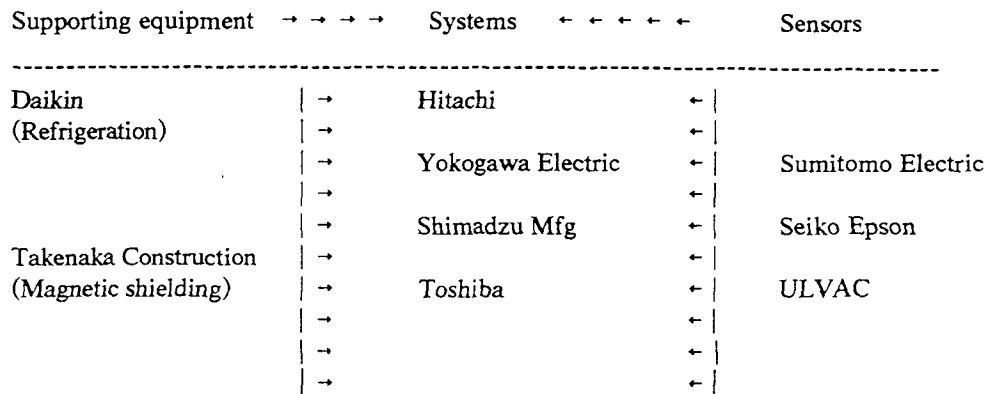 Supporting equipment → → → → Systems ← ← ← ← ← Sensors
--------------------------------------------------------------------------------
Daikin | → Hitachi ← |
(Refrigeration) | → ← |
| → Yokogawa Electric ← | Sumitomo Electric
| → ← |
| → Shimadzu Mfg ← | Seiko Epson
Takenaka Construction | → ← |
(Magnetic shielding) | → Toshiba ← | ULVAC
| → ← |
| → ← |
| → ← |